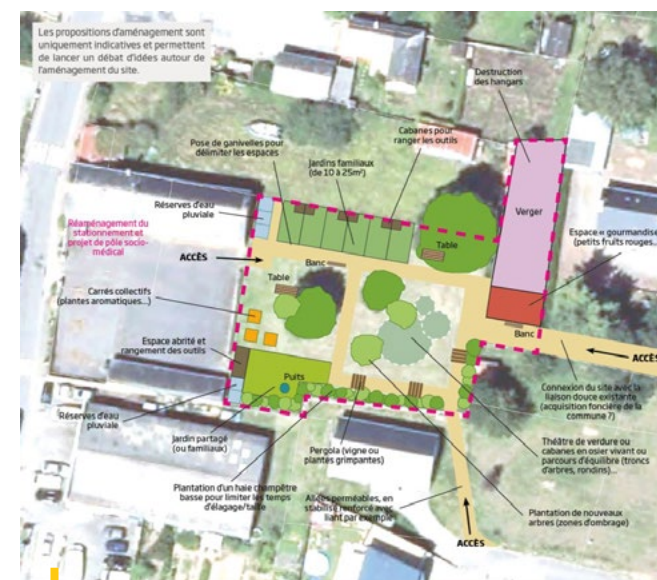 Les propositions d'aménagement sont
uniquement indicatives et permettent
de lancer un débat d'idées autour de
l'aménagement du site.
Destruction
des hangars
Cabanes pour
ranger les outils
Pose de ganivelles pour
délimiter les espaces
Jardins familiaux
(de 10 à 25m²)
Réserves d'eau
pluviale
Verger
Réaménagement du
stationnement et
projet de pôle socio-
médical
Espace « gourmandise
(petits fruits rouges...
Table
ACCÈS
Banc
Table
Carrés collectifs
(plantes aromatiques...)
Banc
Espace abrité et
rangement des outils
ACCÈS
Puits
Connexion du site avec la
liaison douce existante
(acquisition foncière de la
commune ?)
Réserves d'eau
pluviale
Jardin partagé
(ou familiaux)
Pergola (vigne ou
plantes grimpantes)
Théâtre de verdure ou
cabanes en osier vivant ou
parcours d'équilibre (troncs
d'arbres, rondins)...
Plantation d'un haie champêtre
basse pour limiter les temps
d'élagage/taille
Allées perméables, en
stabilisé renforcé avec
liant par exemple
Plantation de nouveaux
arbres (zones d'ombrage)
ACCÈS